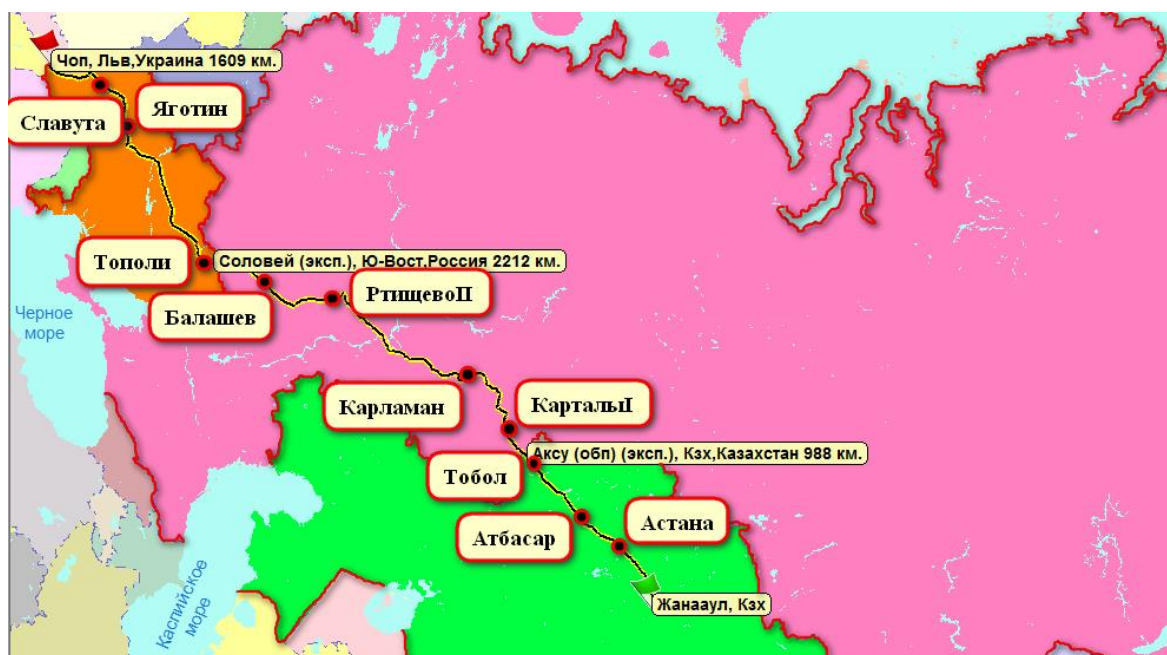 Чоп, Льв,Украина 1609 км.
Яготин
Славута
Тополи
Соловей (эксп.), Ю-Вост,Россия 2212 км.
РтищевоП
Балашев
Черное
море
Карламан
КарталыI
Аксу (обп) (эксп.), Кзх,Казахстан 988 км.
Тобол
Астана
Атбасар
Жанааул, Кзх
Каспийское
море